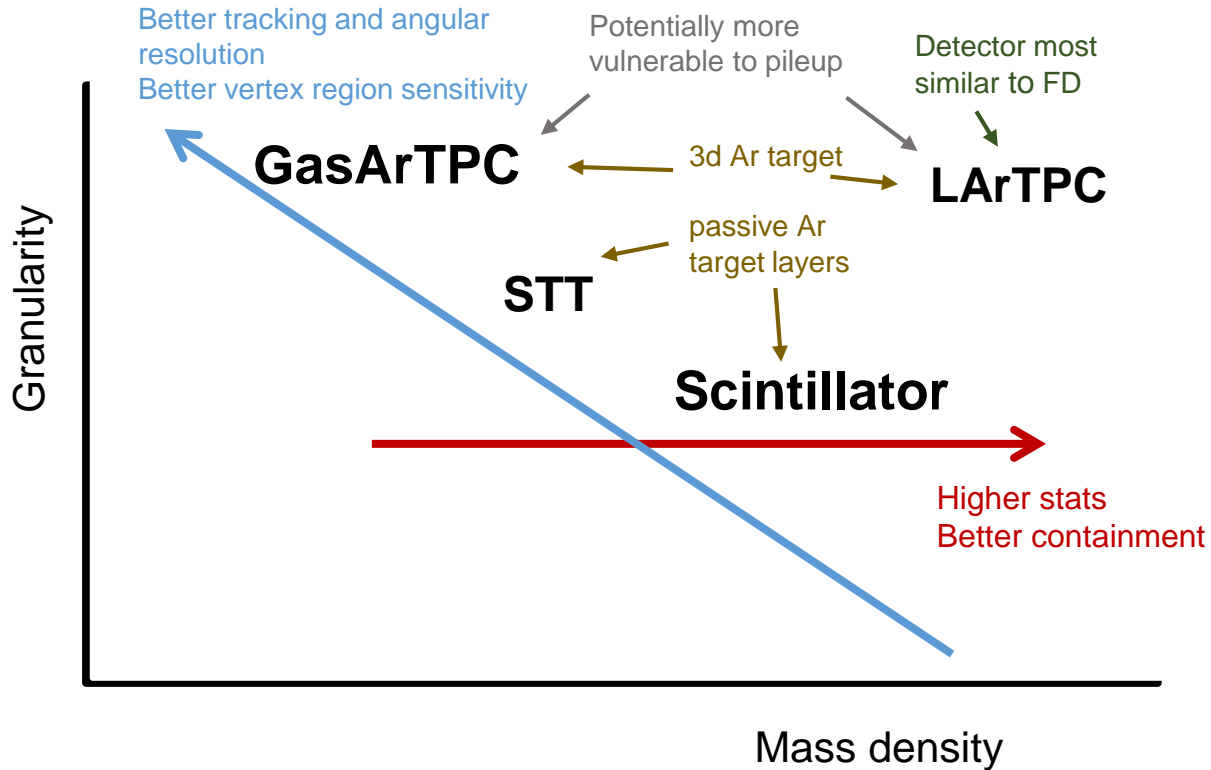 Better tracking and angular
resolution
Better vertex region sensitivity
Potentially more
vulnerable to pileup
Detector most
similar to FD
GasArTPC
3d Ar target
LArTPC
passive Ar
target layers
STT
Scintillator
Granularity
Higher stats
Better containment
Mass density